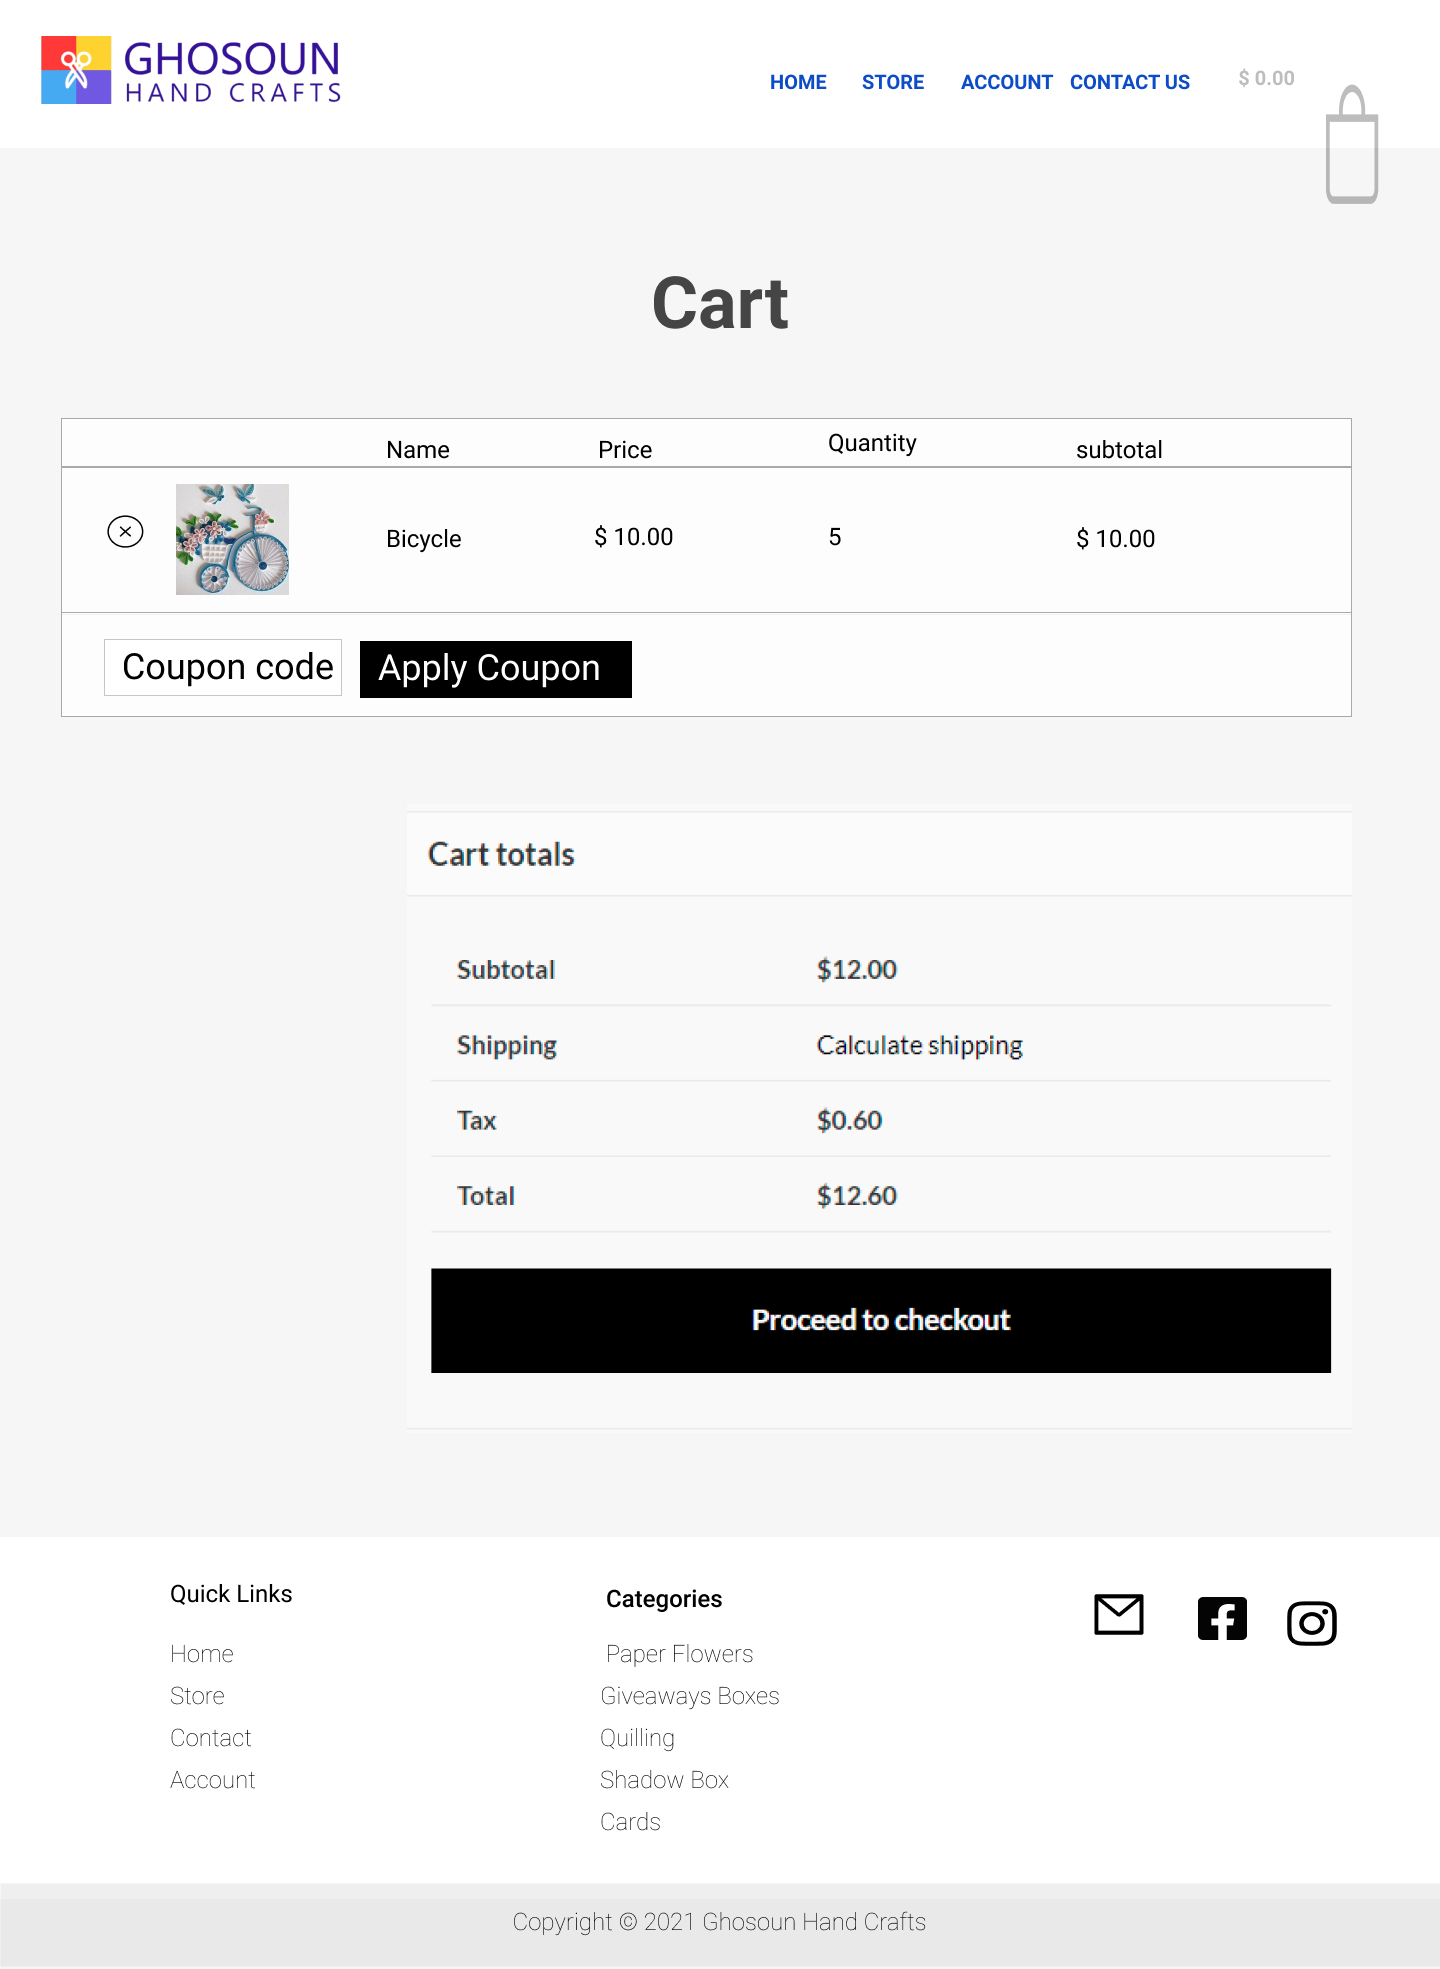 GHOSOUN
HAND CRAFTS
HOME STORE ACCOUNT CONTACT US $ 0.00
Cart
Name Price Quantity subtotal
Bicycle $ 10.00 5 $ 10.00
Coupon code Apply Coupon
Cart totals
Subtotal $12.00
Shipping Calculate shipping
Tax $0.60
Total $12.60
Proceed to checkout
Quick Links
Home
Store
Contact
Account
Categories
Paper Flowers
Giveaways Boxes
Quilling
Shadow Box
Cards
Copyright © 2021 Ghosoun Hand Crafts